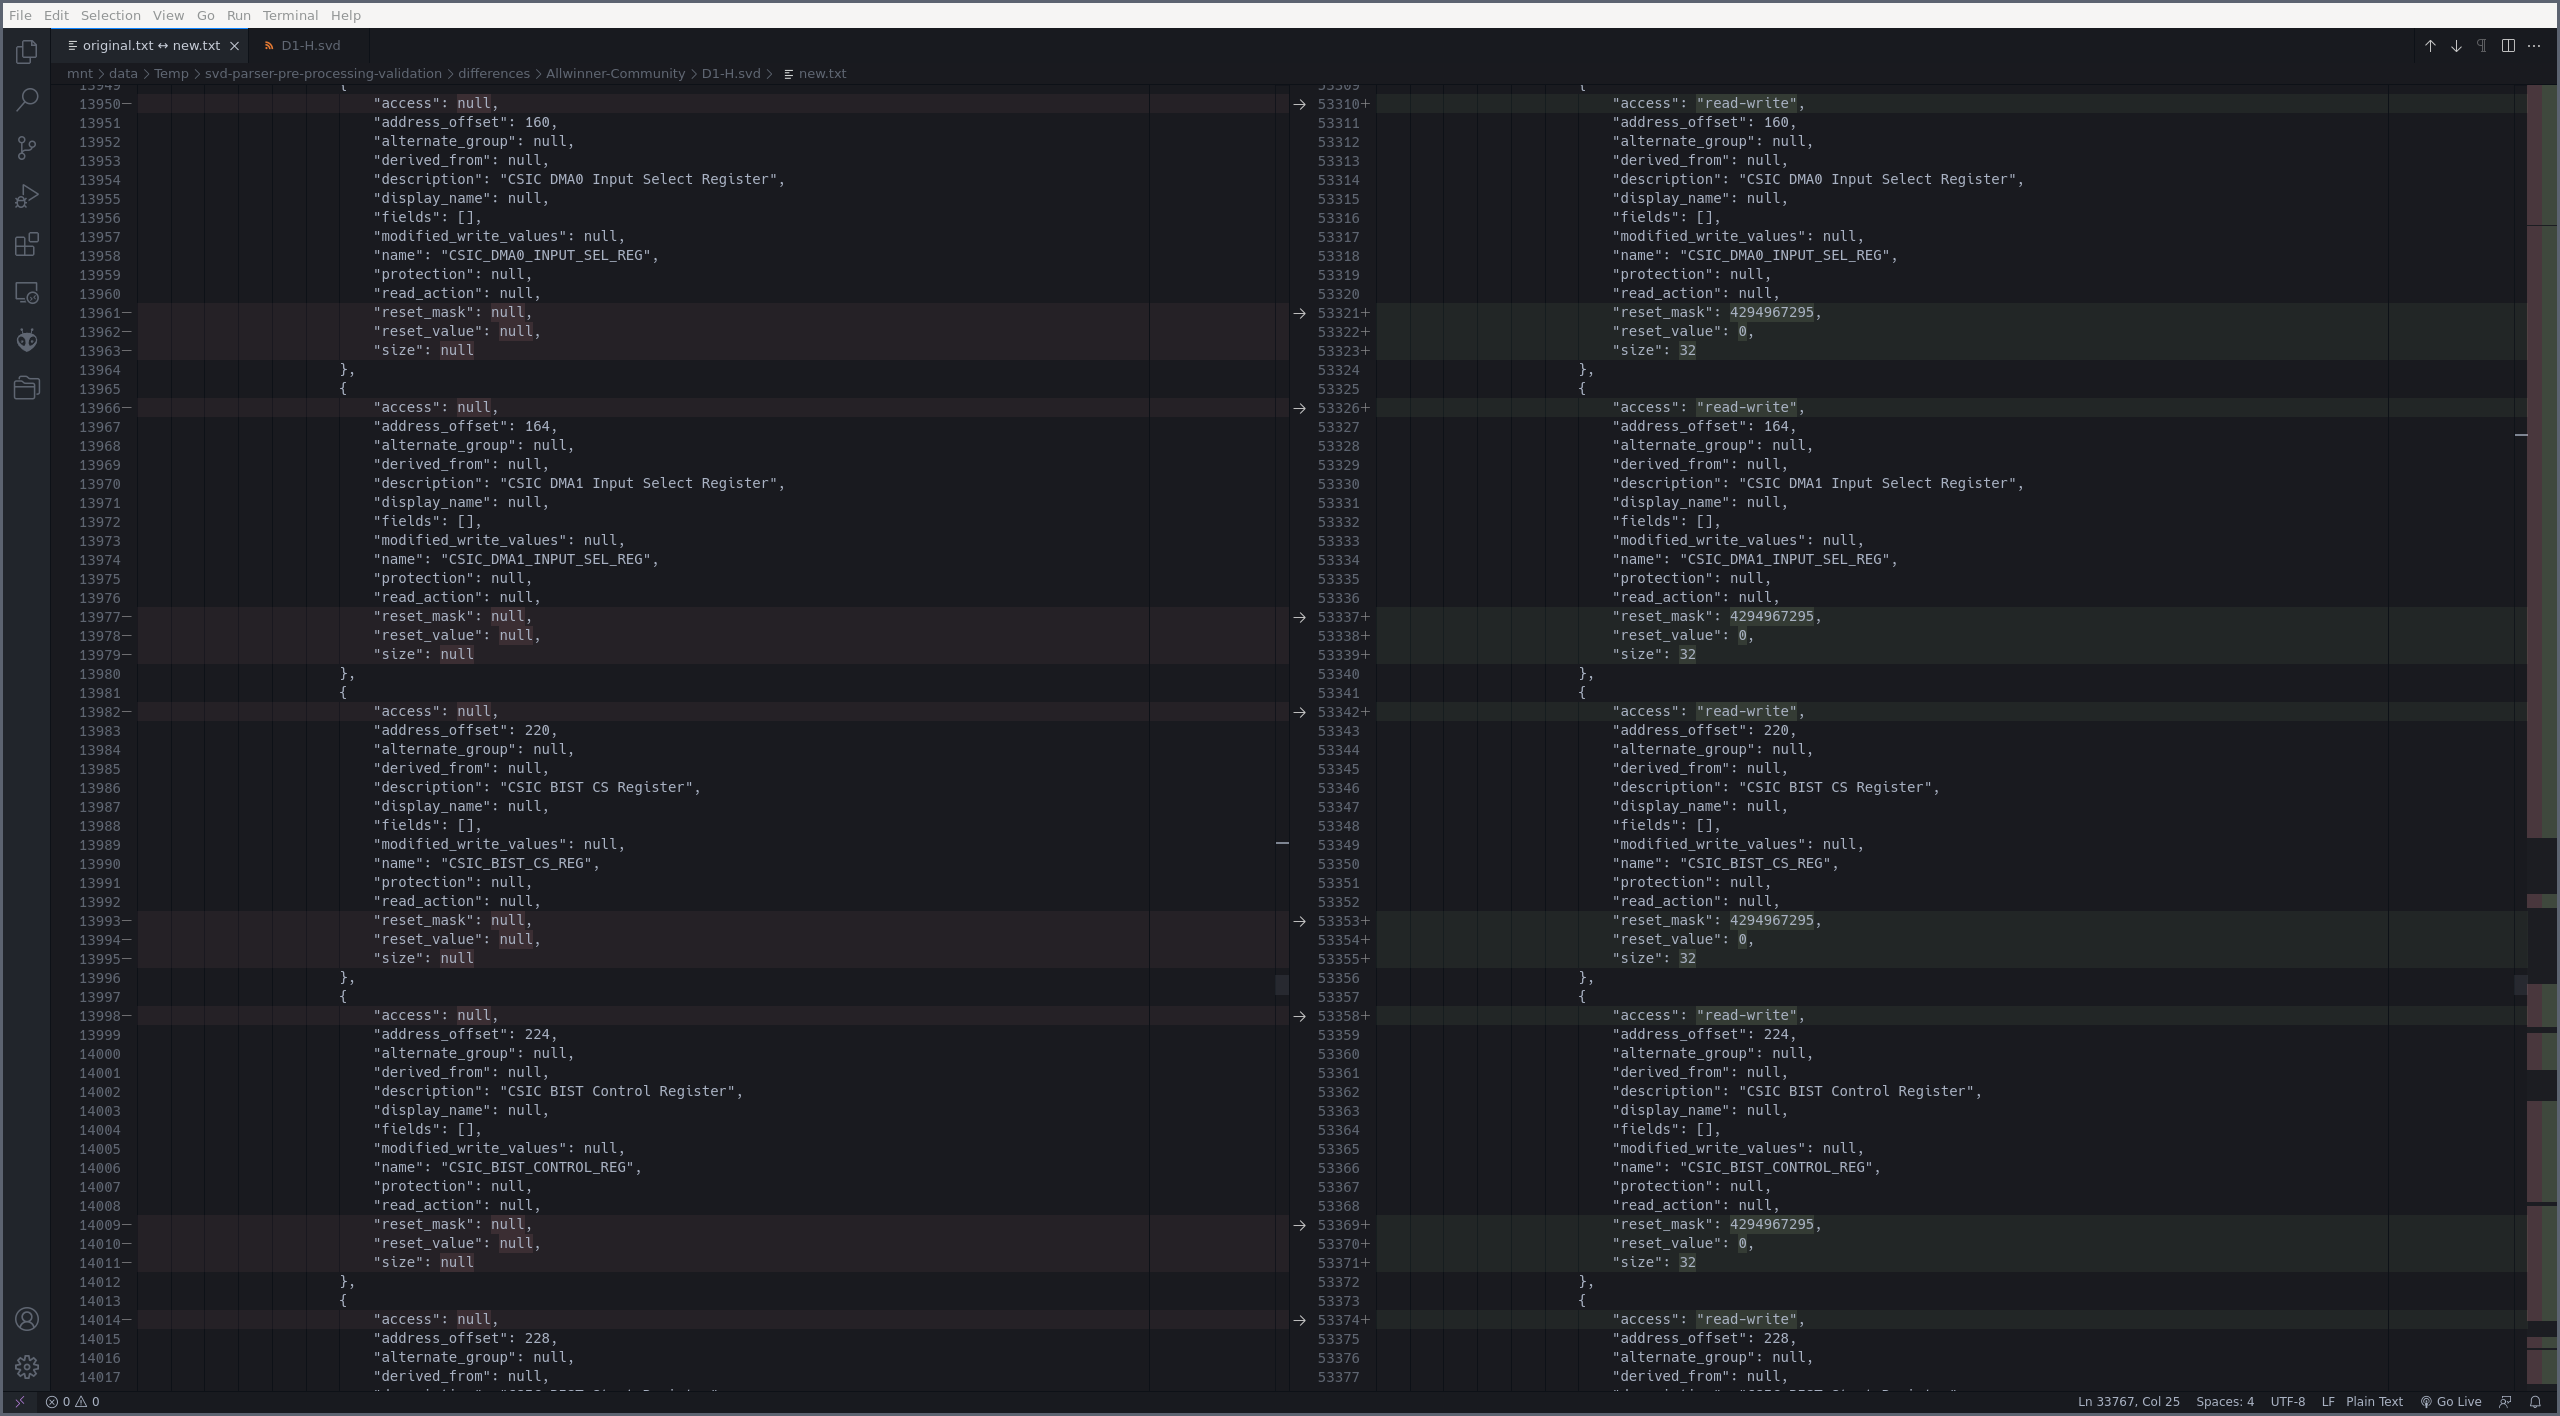 File Edit Selection View Go Run Terminal Help
original.txt ↔ new.txt
D1-H.svd
mnt > data > Temp > svd-parser-pre-processing-validation > differences > Allwinner-Community > D1-H.svd > new.txt
13949 {
13950— "access": null,
13951 "address_offset": 160,
13952 "alternate_group": null,
13953 "derived_from": null,
13954 "description": "CSIC DMA0 Input Select Register",
13955 "display_name": null,
13956 "fields": [],
13957 "modified_write_values": null,
13958 "name": "CSIC_DMA0_INPUT_SEL_REG",
13959 "protection": null,
13960 "read_action": null,
13961— "reset_mask": null,
13962— "reset_value": null,
13963— "size": null
13964 },
13965 {
13966— "access": null,
13967 "address_offset": 164,
13968 "alternate_group": null,
13969 "derived_from": null,
13970 "description": "CSIC DMA1 Input Select Register",
13971 "display_name": null,
13972 "fields": [],
13973 "modified_write_values": null,
13974 "name": "CSIC_DMA1_INPUT_SEL_REG",
13975 "protection": null,
13976 "read_action": null,
13977— "reset_mask": null,
13978— "reset_value": null,
13979— "size": null
13980 },
13981 {
13982— "access": null,
13983 "address_offset": 220,
13984 "alternate_group": null,
13985 "derived_from": null,
13986 "description": "CSIC BIST CS Register",
13987 "display_name": null,
13988 "fields": [],
13989 "modified_write_values": null,
13990 "name": "CSIC_BIST_CS_REG",
13991 "protection": null,
13992 "read_action": null,
13993— "reset_mask": null,
13994— "reset_value": null,
13995— "size": null
13996 },
13997 {
13998— "access": null,
13999 "address_offset": 224,
14000 "alternate_group": null,
14001 "derived_from": null,
14002 "description": "CSIC BIST Control Register",
14003 "display_name": null,
14004 "fields": [],
14005 "modified_write_values": null,
14006 "name": "CSIC_BIST_CONTROL_REG",
14007 "protection": null,
14008 "read_action": null,
14009— "reset_mask": null,
14010— "reset_value": null,
14011— "size": null
14012 },
14013 {
14014— "access": null,
14015 "address_offset": 228,
14016 "alternate_group": null,
14017 "derived_from": null,
53309 {
53310+ "access": "read-write",
53311 "address_offset": 160,
53312 "alternate_group": null,
53313 "derived_from": null,
53314 "description": "CSIC DMA0 Input Select Register",
53315 "display_name": null,
53316 "fields": [],
53317 "modified_write_values": null,
53318 "name": "CSIC_DMA0_INPUT_SEL_REG",
53319 "protection": null,
53320 "read_action": null,
53321+ "reset_mask": 4294967295,
53322+ "reset_value": 0,
53323+ "size": 32
53324 },
53325 {
53326+ "access": "read-write",
53327 "address_offset": 164,
53328 "alternate_group": null,
53329 "derived_from": null,
53330 "description": "CSIC DMA1 Input Select Register",
53331 "display_name": null,
53332 "fields": [],
53333 "modified_write_values": null,
53334 "name": "CSIC_DMA1_INPUT_SEL_REG",
53335 "protection": null,
53336 "read_action": null,
53337+ "reset_mask": 4294967295,
53338+ "reset_value": 0,
53339+ "size": 32
53340 },
53341 {
53342+ "access": "read-write",
53343 "address_offset": 220,
53344 "alternate_group": null,
53345 "derived_from": null,
53346 "description": "CSIC BIST CS Register",
53347 "display_name": null,
53348 "fields": [],
53349 "modified_write_values": null,
53350 "name": "CSIC_BIST_CS_REG",
53351 "protection": null,
53352 "read_action": null,
53353+ "reset_mask": 4294967295,
53354+ "reset_value": 0,
53355+ "size": 32
53356 },
53357 {
53358+ "access": "read-write",
53359 "address_offset": 224,
53360 "alternate_group": null,
53361 "derived_from": null,
53362 "description": "CSIC BIST Control Register",
53363 "display_name": null,
53364 "fields": [],
53365 "modified_write_values": null,
53366 "name": "CSIC_BIST_CONTROL_REG",
53367 "protection": null,
53368 "read_action": null,
53369+ "reset_mask": 4294967295,
53370+ "reset_value": 0,
53371+ "size": 32
53372 },
53373 {
53374+ "access": "read-write",
53375 "address_offset": 228,
53376 "alternate_group": null,
53377 "derived_from": null,
0 0
Ln 33767, Col 25 Spaces: 4 UTF-8 LF Plain Text Go Live